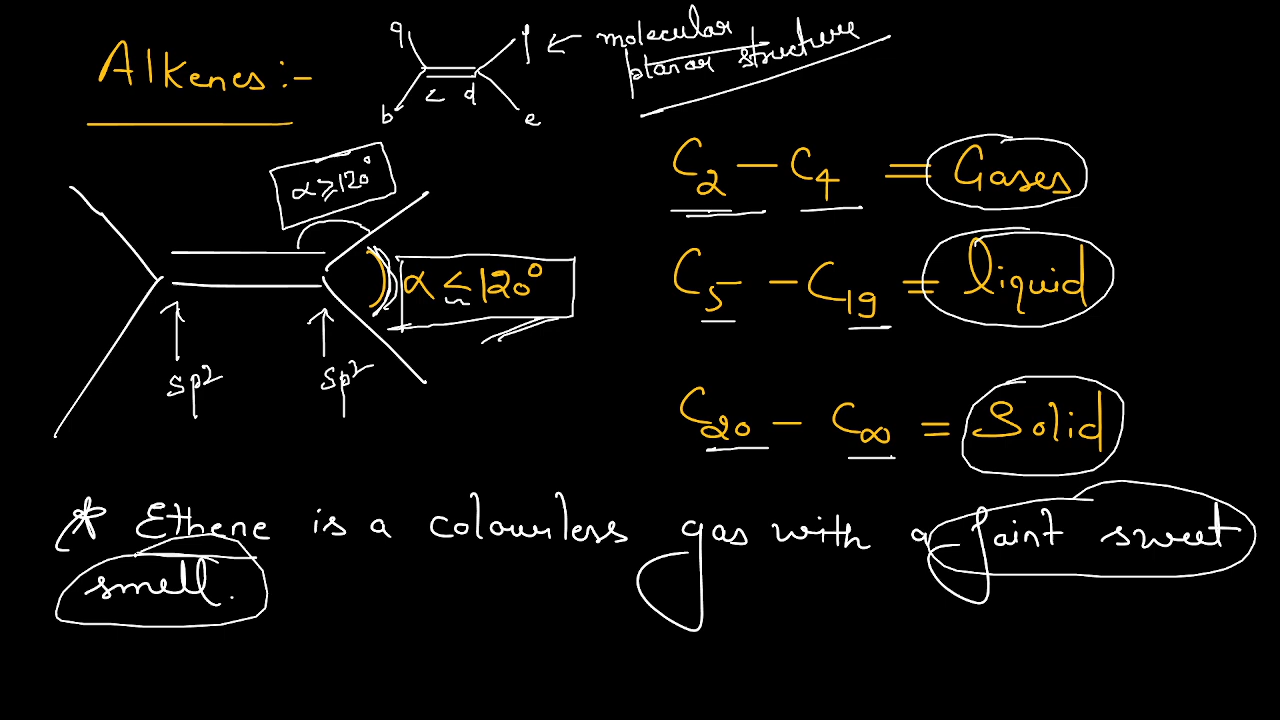 Alkenes:-
a
b
c
d
e
f
← molecular
planar structure
α ≥ 120°
α ≤ 120°
sp²
sp²
C₂ - C₄ = Gases
C₅ - C₁₉ = liquid
C₂₀ - C∞ = Solid
* Ethene is a colourless gas with a faint sweet
smell.